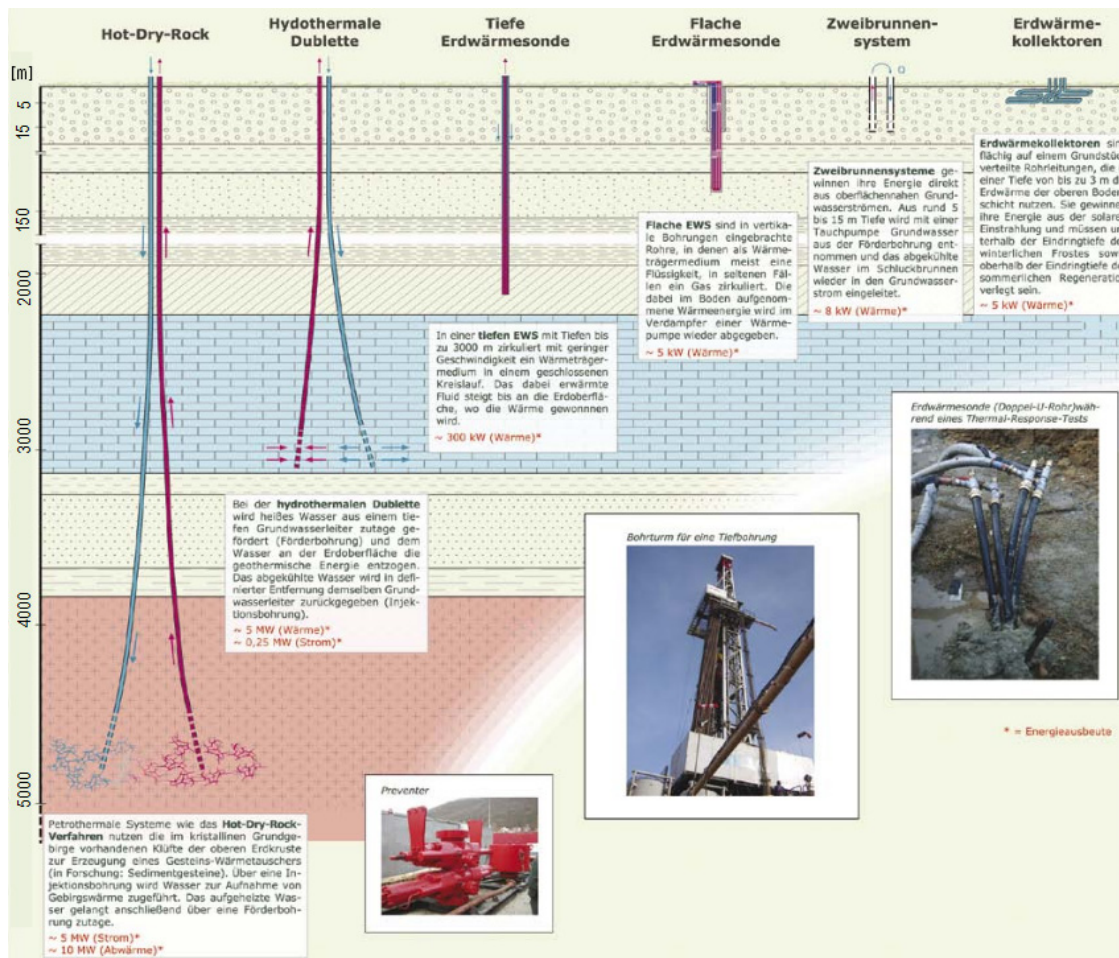 Hot-Dry-Rock
Hydothermale
Dublette
Tiefe
Erdwärmesonde
Flache
Erdwärmesonde
Zweibrunnen-
system
Erdwärme-
kollektoren
[m]
5
15
150
2000
3000
4000
5000
Q
Erdwärmekollektoren sin
flächig auf einem Grundstüc
verteilte Rohrleitungen, die
einer Tiefe von bis zu 3 m d
Erdwärme der oberen Boden
schicht nutzen. Sie gewinne
ihre Energie aus der solare
Einstrahlung und müssen un
terhalb der Eindringtiefe de
winterlichen Frostes sow
oberhalb der Eindringtiefe de
sommerlichen Regeneratio
verlegt sein.
~ 5 kW (Wärme)*
Zweibrunnensysteme ge-
winnen ihre Energie direkt
aus oberflächennahen Grund-
wasserströmen. Aus rund 5
bis 15 m Tiefe wird mit einer
Tauchpumpe Grundwasser
aus der Förderbohrung ent-
nommen und das abgekühlte
Wasser im Schluckbrunnen
wieder in den Grundwasser-
strom eingeleitet.
~ 8 kW (Wärme)*
Flache EWS sind in vertika-
le Bohrungen eingebrachte
Rohre, in denen als Wärme-
trägermedium meist eine
Flüssigkeit, in seltenen Fäl-
len ein Gas zirkuliert. Die
dabei im Boden aufgenom-
mene Wärmeenergie wird im
Verdampfer einer Wärme-
pumpe wieder abgegeben.
~ 5 kW (Wärme)*
In einer tiefen EWS mit Tiefen bis
zu 3000 m zirkuliert mit geringer
Geschwindigkeit ein Wärmeträger-
medium in einem geschlossenen
Kreislauf. Das dabei erwärmte
Fluid steigt bis an die Erdoberflä-
che, wo die Wärme gewonnnen
wird.
~ 300 kW (Wärme)*
Bei der hydrothermalen Dublette
wird heißes Wasser aus einem tie-
fen Grundwasserleiter zutage ge-
fördert (Förderbohrung) und dem
Wasser an der Erdoberfläche die
geothermische Energie entzogen.
Das abgekühlte Wasser wird in defi-
nierter Entfernung demselben Grund-
wasserleiter zurückgegeben (Injek-
tionsbohrung).
~ 5 MW (Wärme)*
~ 0,25 MW (Strom)*
Erdwärmesonde (Doppel-U-Rohr)wäh-
rend eines Thermal-Response-Tests
Bohrturm für eine Tiefbohrung
* = Energieausbeute
Preventer
Petrothermale Systeme wie das Hot-Dry-Rock-
Verfahren nutzen die im kristallinen Grundge-
birge vorhandenen Klüfte der oberen Erdkruste
zur Erzeugung eines Gesteins-Wärmetauschers
(in Forschung: Sedimentgesteine). Über eine In-
jektionsbohrung wird Wasser zur Aufnahme von
Gebirgswärme zugeführt. Das aufgeheizte Was-
ser gelangt anschließend über eine Förderboh-
rung zutage.
~ 5 MW (Strom)*
~ 10 MW (Abwärme)*